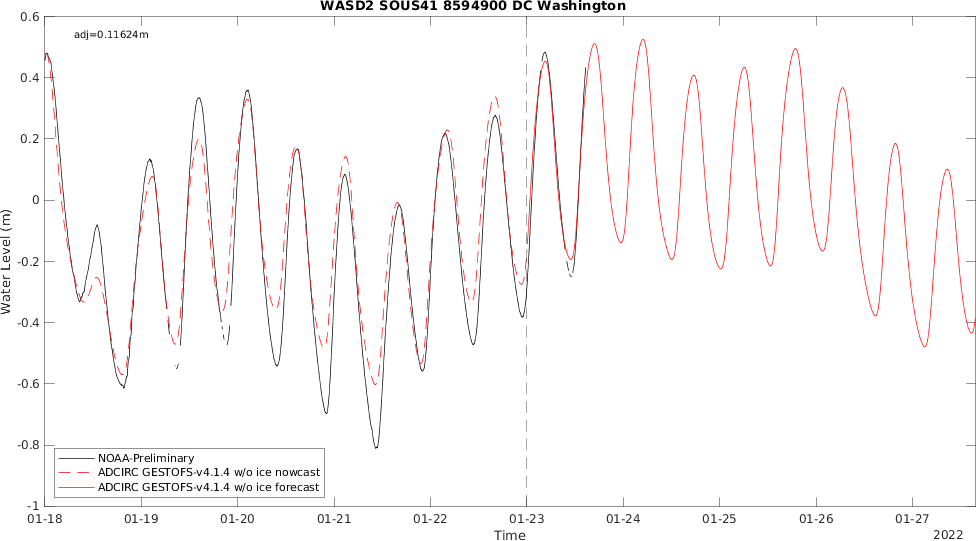 WASD2 SOUS41 8594900 DC Washington
adj=0.11624m
0.6
0.4
0.2
0
-0.2
-0.4
-0.6
-0.8
-1
Water Level (m)
NOAA-Preliminary
ADCIRC GESTOFS-v4.1.4 w/o ice nowcast
ADCIRC GESTOFS-v4.1.4 w/o ice forecast
01-18 01-19 01-20 01-21 01-22 01-23 01-24 01-25 01-26 01-27
Time
2022